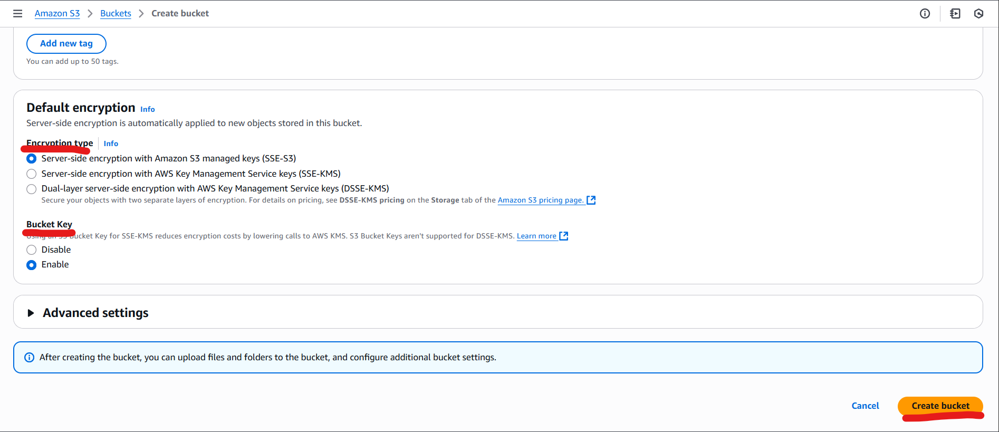 Amazon S3 > Buckets > Create bucket
Add new tag
You can add up to 50 tags.
Default encryption Info
Server-side encryption is automatically applied to new objects stored in this bucket.
Encryption type Info
Server-side encryption with Amazon S3 managed keys (SSE-S3)
Server-side encryption with AWS Key Management Service keys (SSE-KMS)
Dual-layer server-side encryption with AWS Key Management Service keys (DSSE-KMS)
Secure your objects with two separate layers of encryption. For details on pricing, see DSSE-KMS pricing on the Storage tab of the Amazon S3 pricing page.
Bucket Key
Using an S3 Bucket Key for SSE-KMS reduces encryption costs by lowering calls to AWS KMS. S3 Bucket Keys aren't supported for DSSE-KMS. Learn more
Disable
Enable
Advanced settings
After creating the bucket, you can upload files and folders to the bucket, and configure additional bucket settings.
Cancel Create bucket